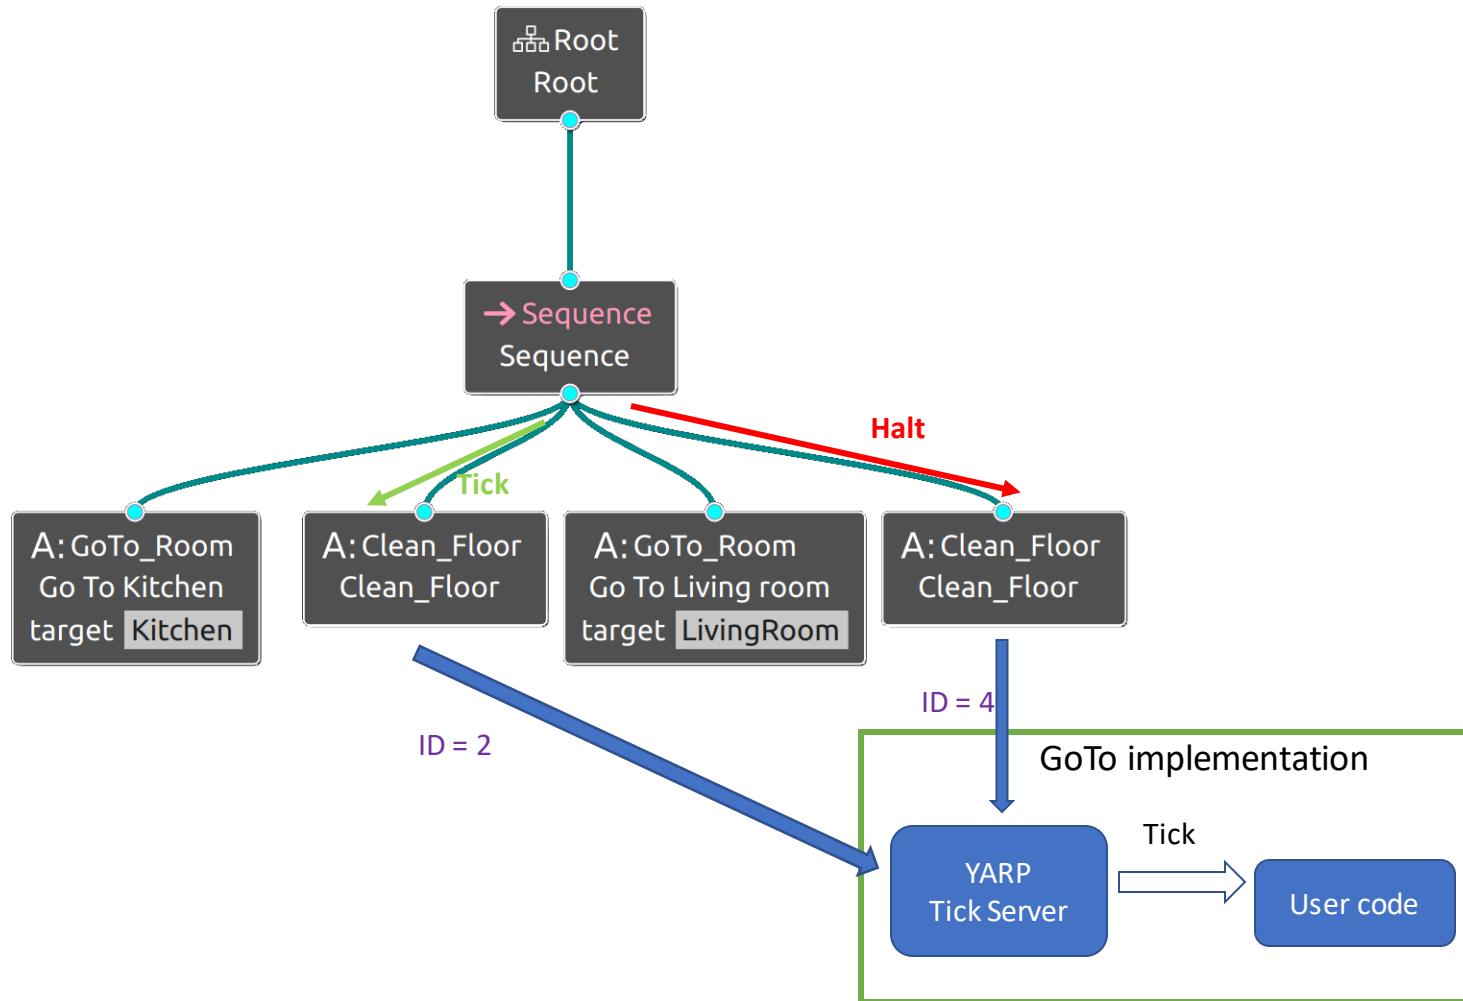 Root
Root
Sequence
Sequence
Halt
Tick
A: GoTo_Room
Go To Kitchen
target Kitchen
A: Clean_Floor
Clean_Floor
A: GoTo_Room
Go To Living room
target LivingRoom
A: Clean_Floor
Clean_Floor
ID = 2
ID = 4
GoTo implementation
YARP
Tick Server
Tick
User code